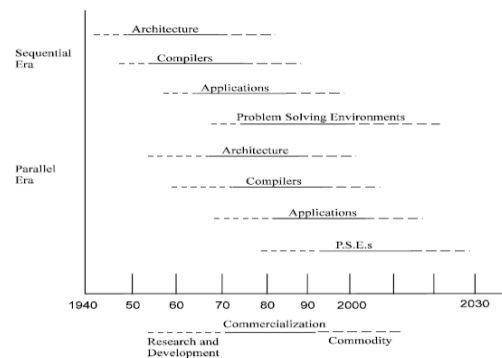 Architecture
Sequential
Era
Compilers
Applications
Problem Solving Environments
Architecture
Parallel
Era
Compilers
Applications
P.S.E.s
1940 50 60 70 80 90 2000 2030
Commercialization
Research and
Development
Commodity